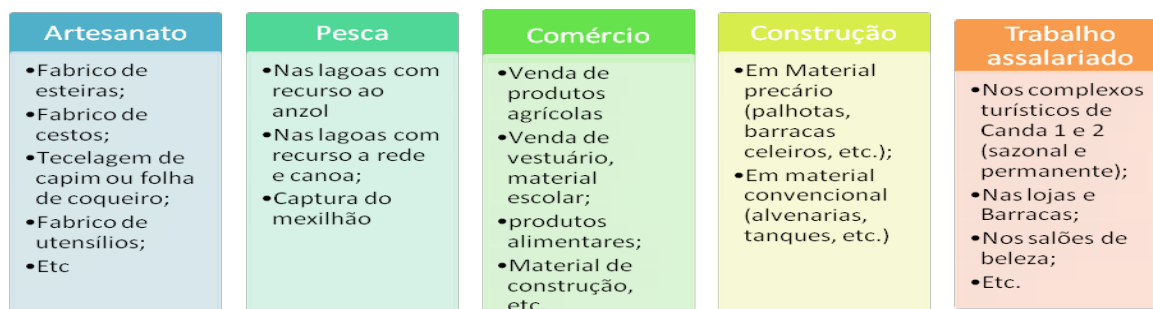 Artesanato
•Fabrico de
esteiras;
•Fabrico de
cestos;
•Tecelagem de
capim ou folha
de coqueiro;
•Fabrico de
utensílios;
•Etc
Pesca
•Nas lagoas com
recurso ao
anzol
•Nas lagoas com
recurso a rede
e canoa;
•Captura do
mexilhão
Comércio
•Venda de
produtos
agrícolas
•Venda de
vestuário,
material
escolar;
•produtos
alimentares;
•Material de
construção,
etc
Construção
•Em Material
precário
(palhotas,
barracas
celeiros, etc.);
•Em material
convencional
(alvenarias,
tanques, etc.)
Trabalho
assalariado
•Nos complexos
turísticos de
Canda 1 e 2
(sazonal e
permanente);
•Nas lojas e
Barracas;
•Nos salões de
beleza;
•Etc.